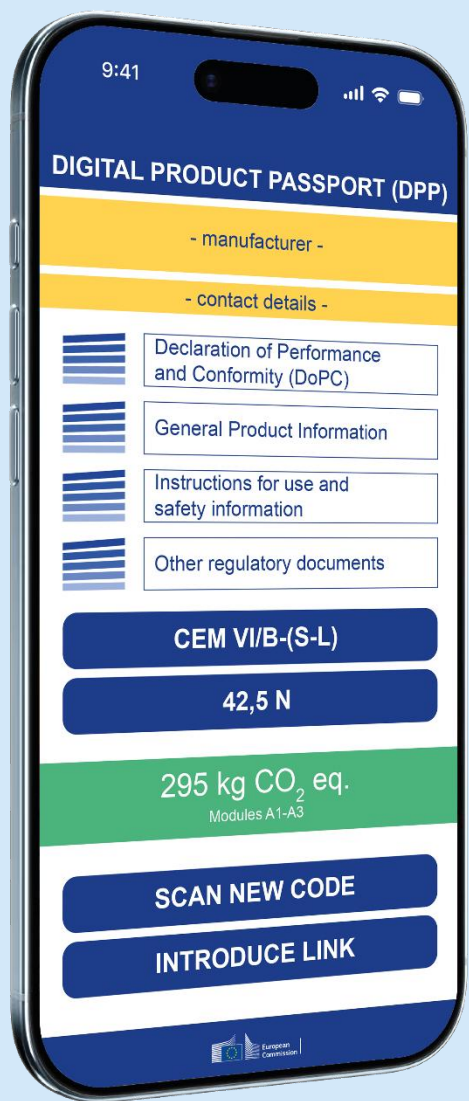 9:41
DIGITAL PRODUCT PASSPORT (DPP)
- manufacturer -
- contact details -
Declaration of Performance
and Conformity (DoPC)
General Product Information
Instructions for use and
safety information
Other regulatory documents
CEM VI/B-(S-L)
42,5 N
295 kg CO₂ eq.
Modules A1-A3
SCAN NEW CODE
INTRODUCE LINK
European
Commission